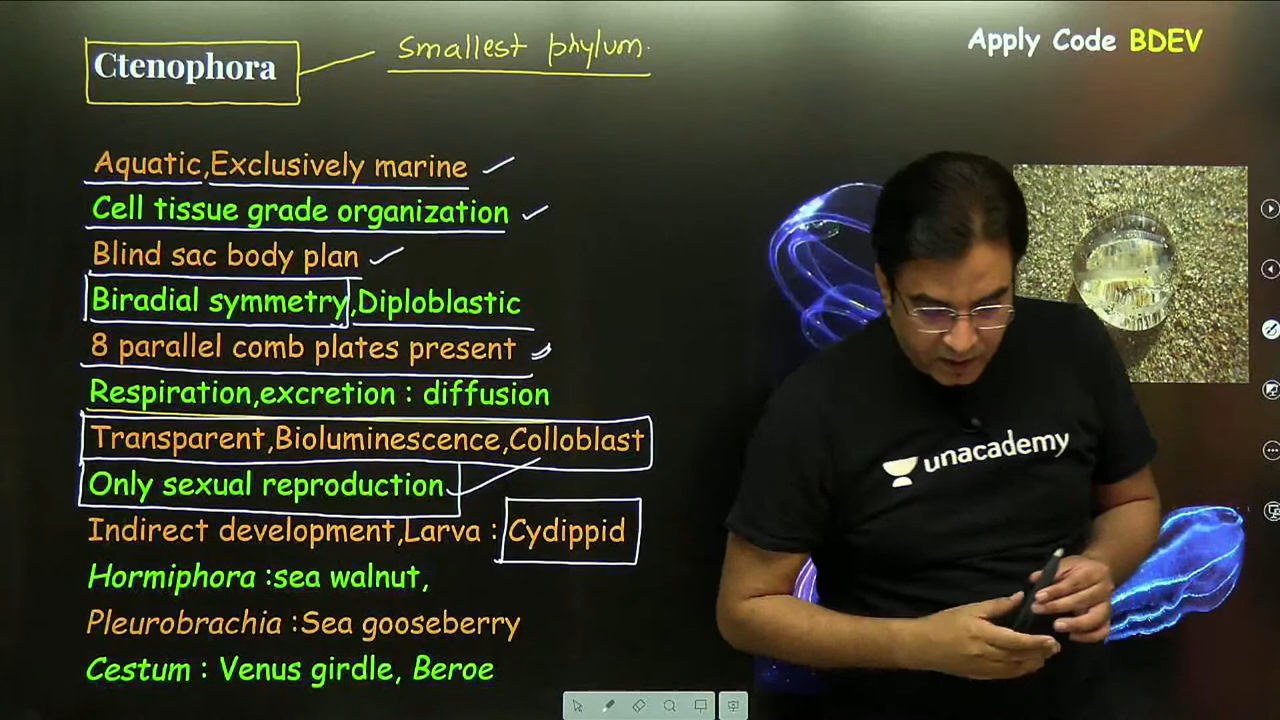 Ctenophora
Smallest phylum.
Apply Code BDEV
Aquatic,Exclusively marine
Cell tissue grade organization
Blind sac body plan
Biradial symmetry,Diploblastic
8 parallel comb plates present
Respiration,excretion : diffusion
Transparent,Bioluminescence,Colloblast
Only sexual reproduction
Indirect development,Larva : Cydippid
Hormiphora :sea walnut,
Pleurobrachia :Sea gooseberry
Cestum : Venus girdle, Beroe
unacademy